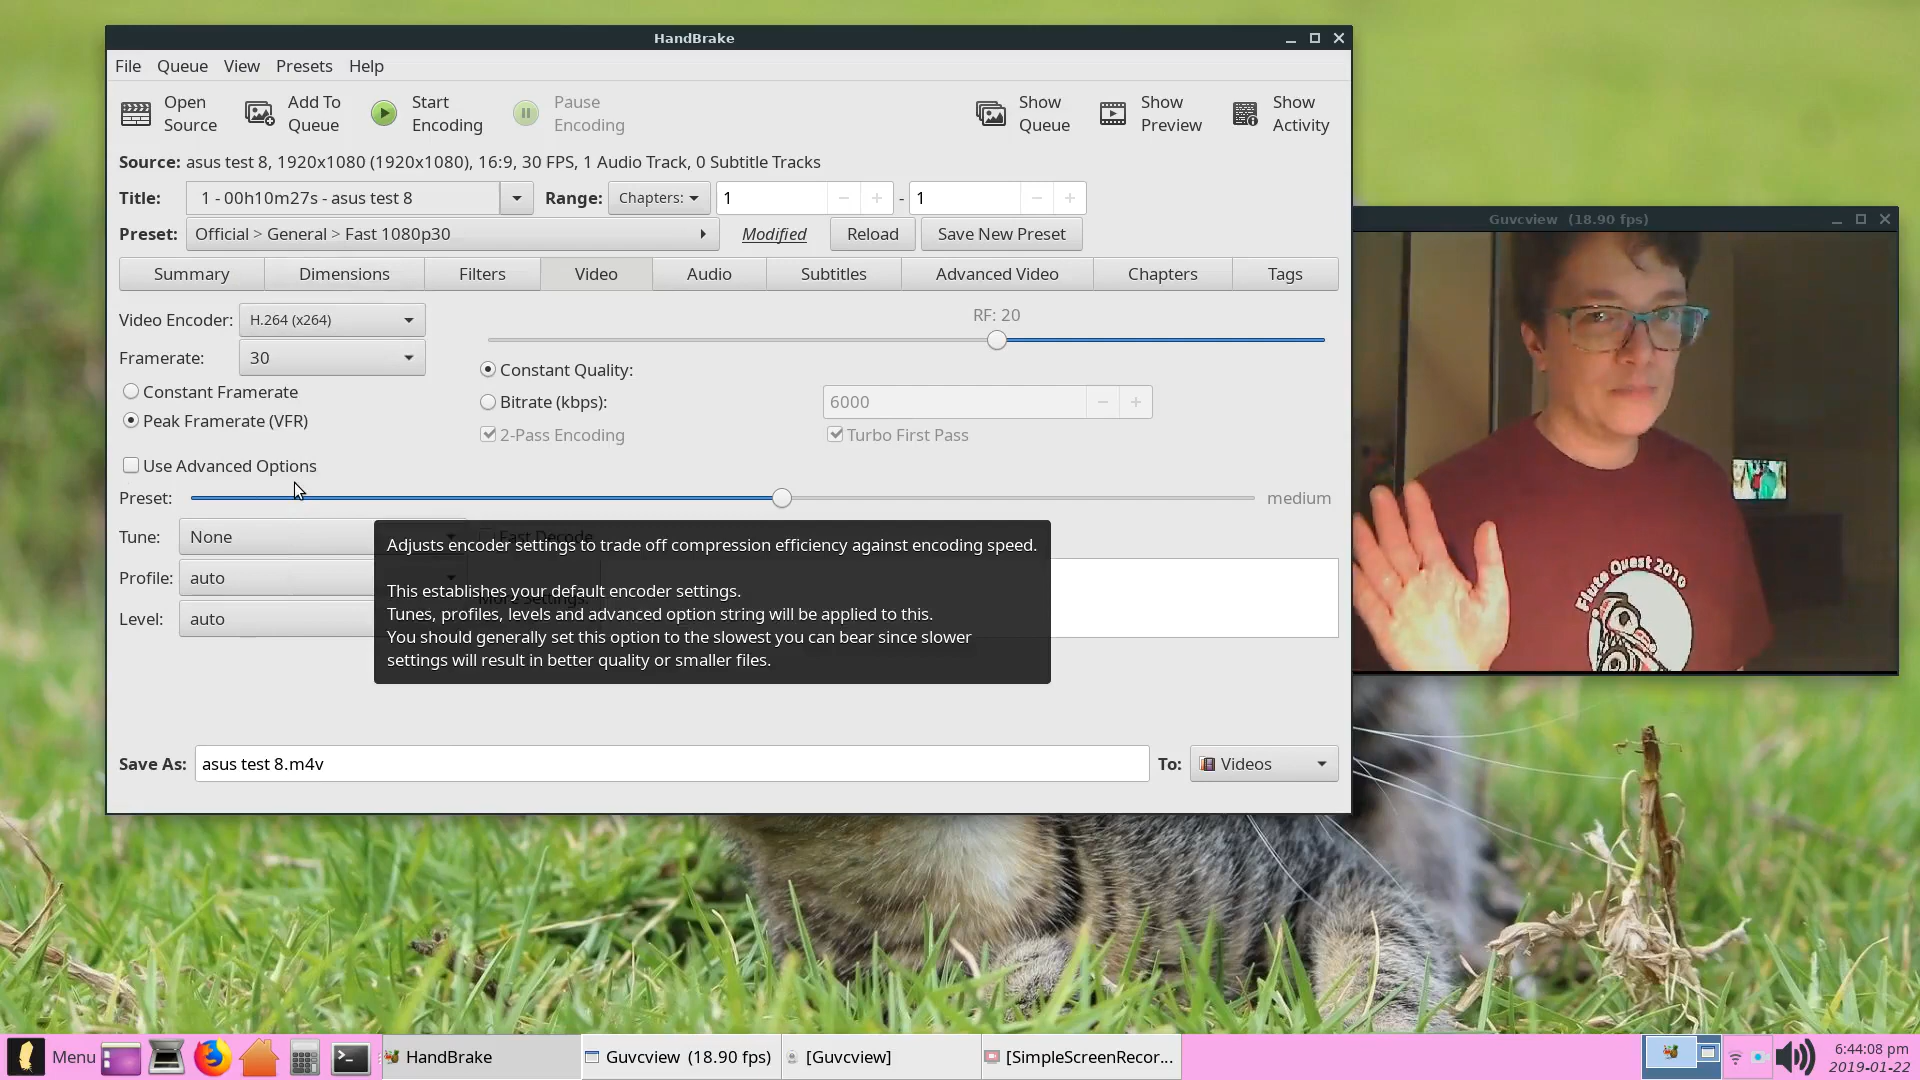 HandBrake
File Queue View Presets Help
Open Source
Add To Queue
Start Encoding
Pause Encoding
Show Queue
Show Preview
Show Activity
Source: asus test 8, 1920x1080 (1920x1080), 16:9, 30 FPS, 1 Audio Track, 0 Subtitle Tracks
Title: 1 - 00h10m27s - asus test 8 Range: Chapters: 1 - 1
Preset: Official > General > Fast 1080p30 Modified Reload Save New Preset
Summary Dimensions Filters Video Audio Subtitles Advanced Video Chapters Tags
Video Encoder: H.264 (x264)
RF: 20
Framerate: 30
Constant Quality:
Constant Framerate
Bitrate (kbps): 6000
Peak Framerate (VFR)
2-Pass Encoding Turbo First Pass
Use Advanced Options
Preset: medium
Tune: None
Fast Decode
Profile: auto
More Settings:
Level: auto
Adjusts encoder settings to trade off compression efficiency against encoding speed.
This establishes your default encoder settings.
Tunes, profiles, levels and advanced option string will be applied to this.
You should generally set this option to the slowest you can bear since slower
settings will result in better quality or smaller files.
Save As: asus test 8.m4v To: Videos
Guvcview (18.90 fps)
Flute Quest 2010
Menu
HandBrake
Guvcview (18.90 fps)
[Guvcview]
[SimpleScreenRecor...
6:44:08 pm
2019-01-22